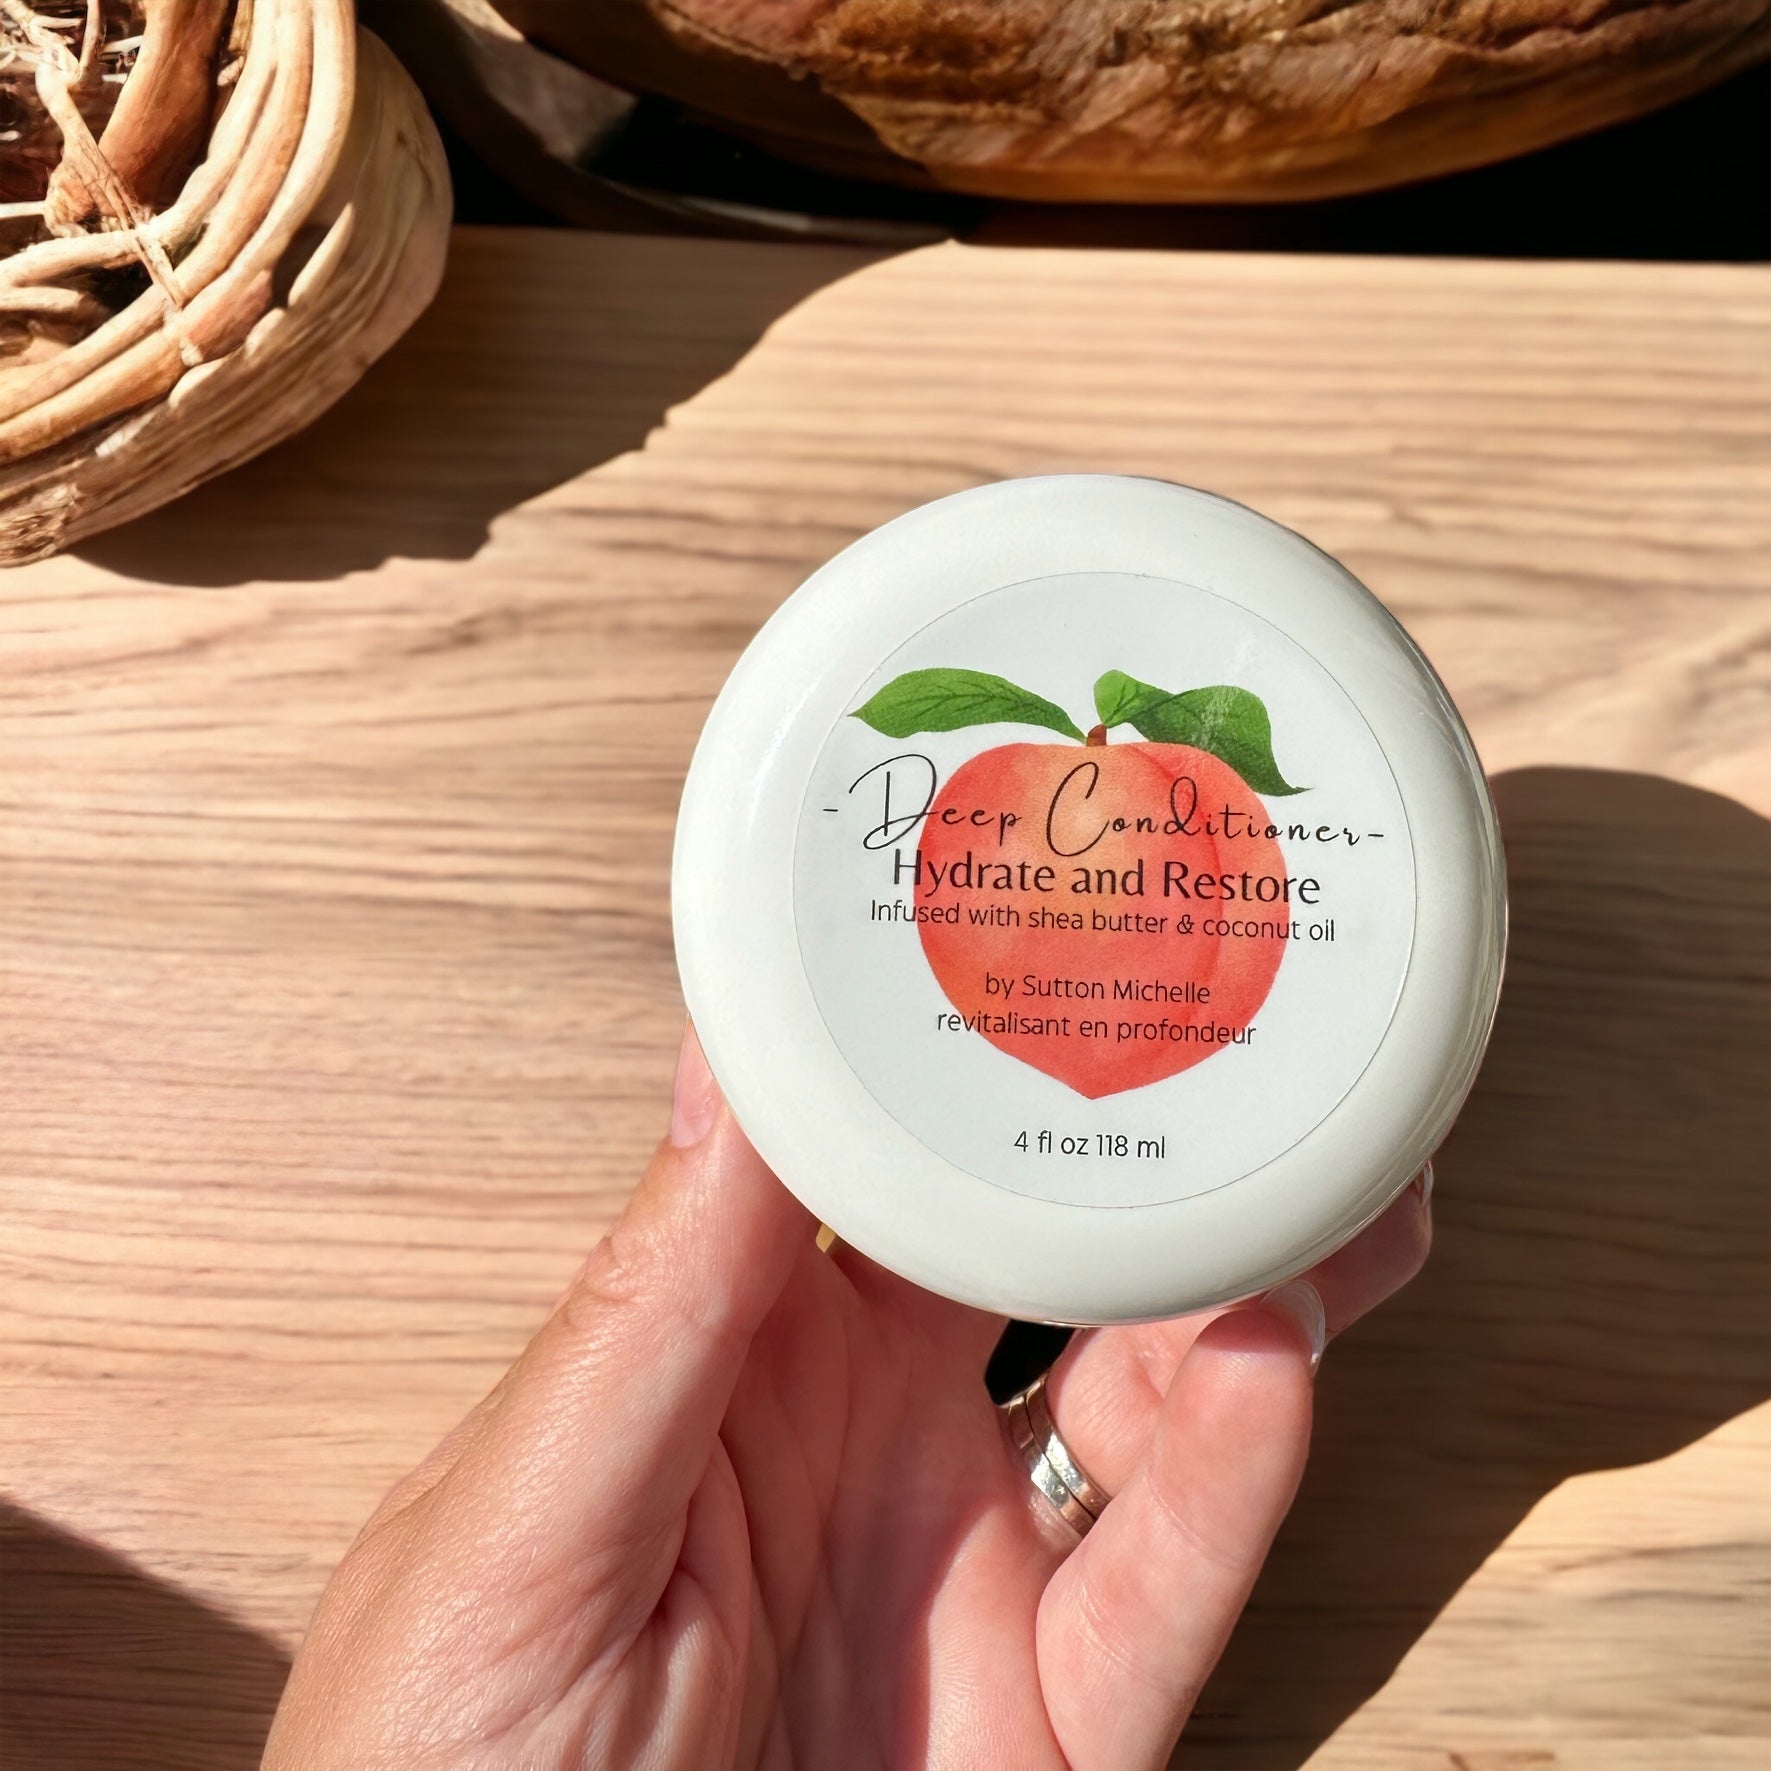 - Deep Conditioner -
Hydrate and Restore
Infused with shea butter & coconut oil
by Sutton Michelle
revitalisant en profondeur
4 fl oz 118 ml